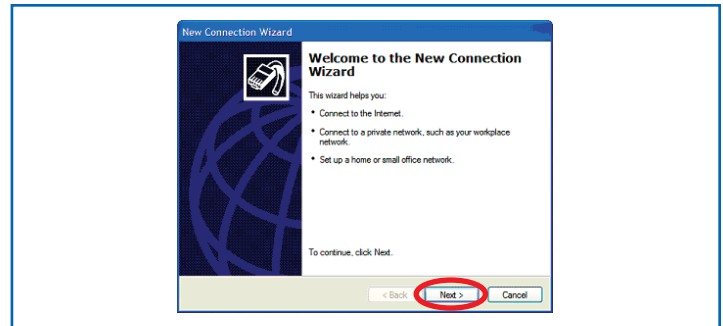 New Connection Wizard
Welcome to the New Connection
Wizard
This wizard helps you:
• Connect to the Internet.
• Connect to a private network, such as your workplace
network.
• Set up a home or small office network.
To continue, click Next.
< Back
Next >
Cancel